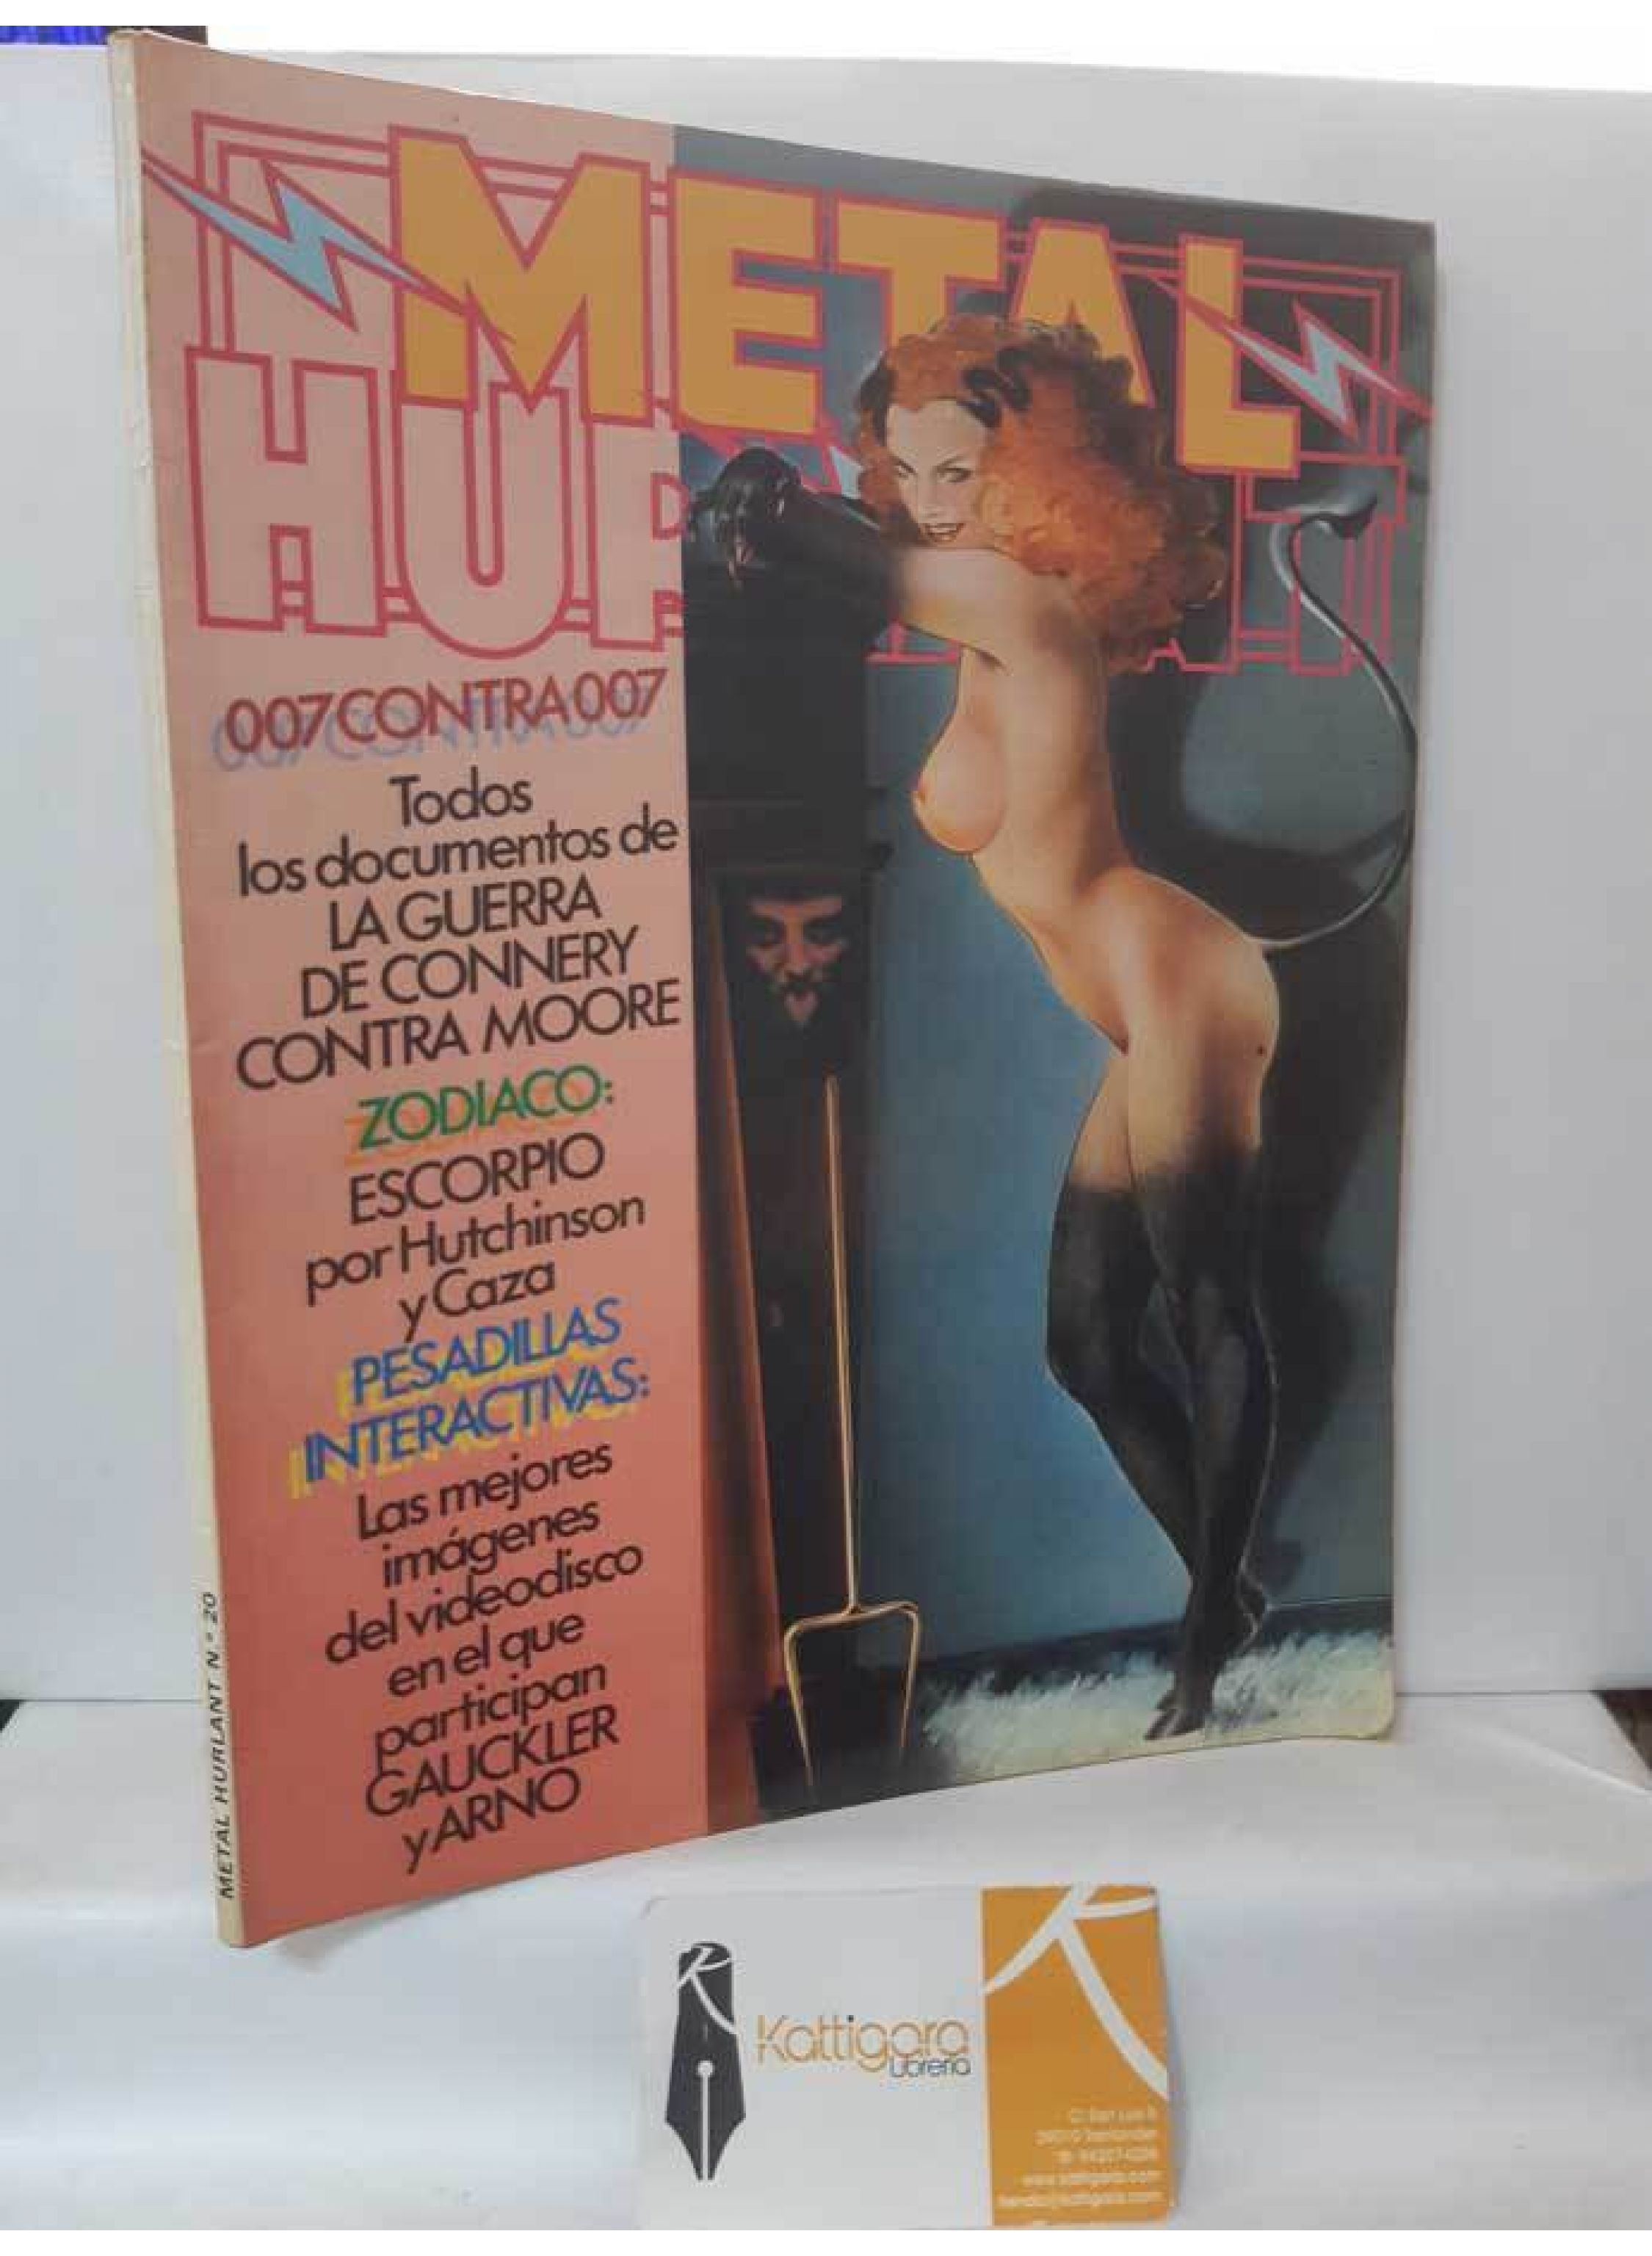 METAL
HUR
007 CONTRA 007
Todos
los documentos de
LA GUERRA
DE CONNERY
CONTRA MOORE
ZODIACO:
ESCORPIO
por Hutchinson
y Caza
PESADILLAS
INTERACTIVAS:
Las mejores
imágenes
del videodisco
en el que
participan
GAUCKLER
y ARNO
METAL HURLANT N.° 20
Kattigara
Librería